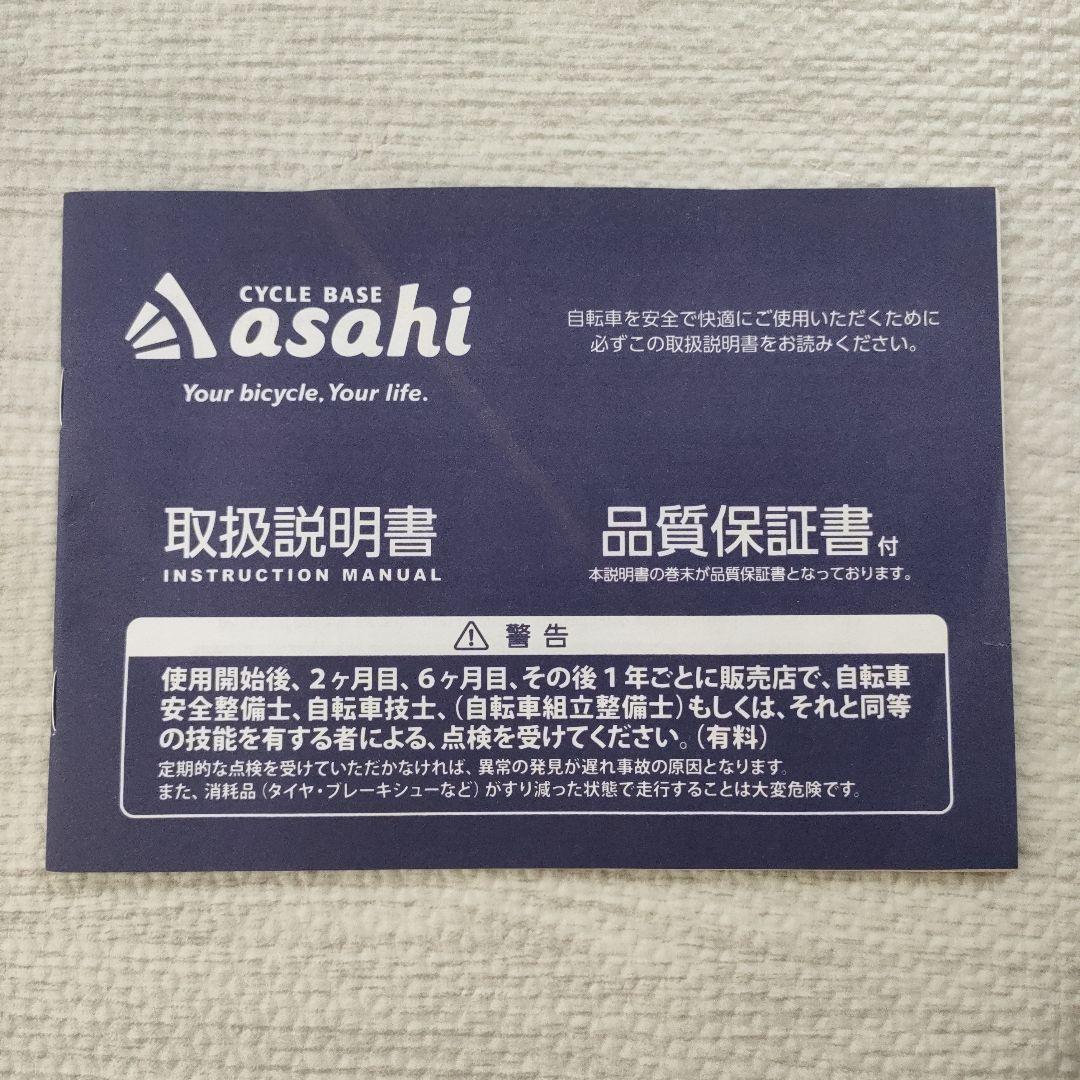 CYCLE BASE
asahi
Your bicycle, Your life.
自転車を安全で快適にご使用いただくために
必ずこの取扱説明書をお読みください。
取扱説明書
INSTRUCTION MANUAL
品質保証書付
本説明書の巻末が品質保証書となっております。
警告
使用開始後、2ヶ月目、6ヶ月目、その後1年ごとに販売店で、自転車
安全整備士、自転車技士、(自転車組立整備士)もしくは、それと同等
の技能を有する者による、点検を受けてください。(有料)
定期的な点検を受けていただかなければ、異常の発見が遅れ事故の原因となります。
また、消耗品(タイヤ・ブレーキシューなど)がすり減った状態で走行することは大変危険です。